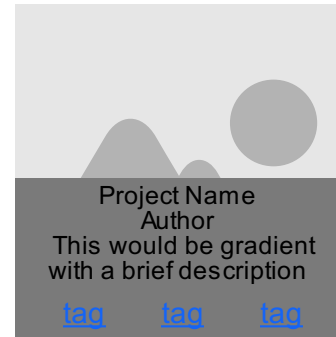 Project Name
Author
This would be gradient
with a brief description
tag tag tag